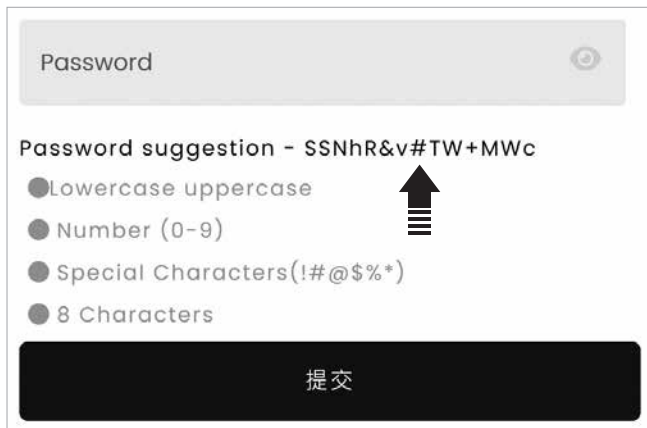 Password
Password suggestion - SSNhR&v#TW+MWc
Lowercase uppercase
Number (0-9)
Special Characters(!#@$%*)
8 Characters
提交